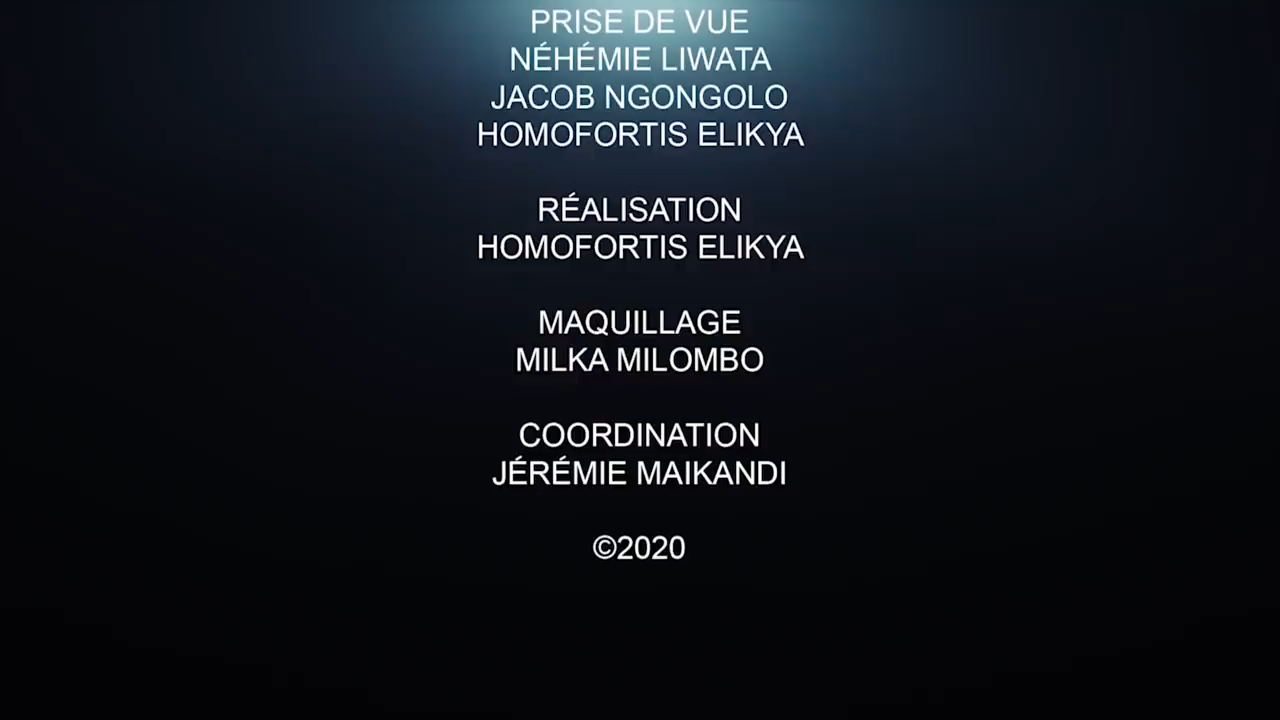 PRISE DE VUE
NÉHÉMIE LIWATA
JACOB NGONGOLO
HOMOFORTIS ELIKYA
RÉALISATION
HOMOFORTIS ELIKYA
MAQUILLAGE
MILKA MILOMBO
COORDINATION
JÉRÉMIE MAIKANDI
©2020